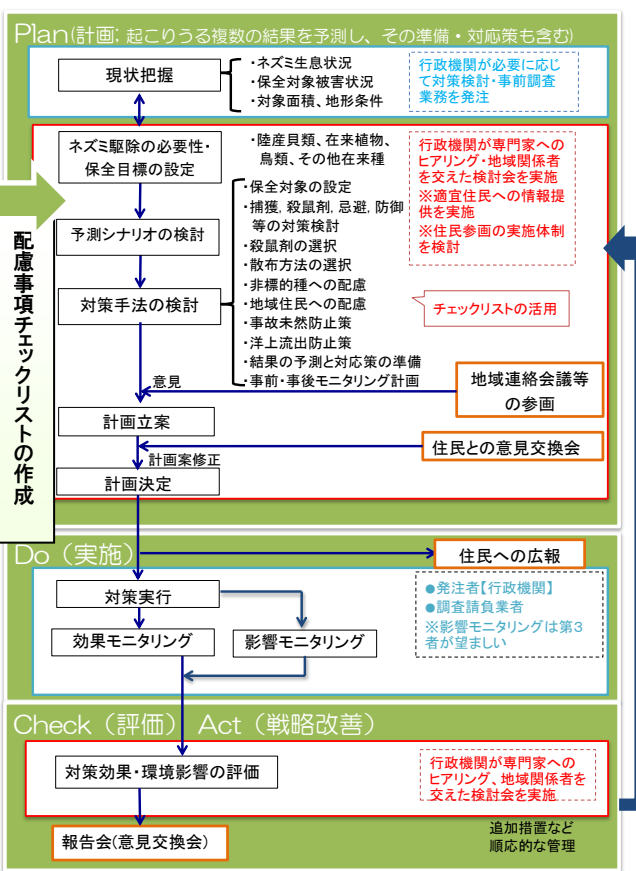 Plan(計画: 起こりうる複数の結果を予測し、その準備・対応策も含む)
現状把握
・ネズミ生息状況
・保全対象被害状況
・対象面積、地形条件
行政機関が必要に応じ
て対策検討・事前調査
業務を発注
ネズミ駆除の必要性・
保全目標の設定
・陸産貝類、在来植物、
鳥類、その他在来種
行政機関が専門家への
ヒアリング・地域関係者
を交えた検討会を実施
※適宜住民への情報提
供を実施
※住民参画の実施体制
を検討
配慮事項チェックリストの作成
予測シナリオの検討
対策手法の検討
・保全対象の設定
・捕獲, 殺鼠剤, 忌避, 防御
等の対策検討
・殺鼠剤の選択
・散布方法の選択
・非標的種への配慮
・地域住民への配慮
・事故未然防止策
・洋上流出防止策
・結果の予測と対応策の準備
・事前・事後モニタリング計画
チェックリストの活用
意見
地域連絡会議等
の参画
計画立案
住民との意見交換会
計画案修正
計画決定
Do（実施）
住民への広報
対策実行
効果モニタリング
影響モニタリング
●発注者【行政機関】
●調査請負業者
※影響モニタリングは第3
者が望ましい
Check（評価） Act（戦略改善）
対策効果・環境影響の評価
行政機関が専門家への
ヒアリング、地域関係者を
交えた検討会を実施
報告会(意見交換会)
追加措置など
順応的な管理